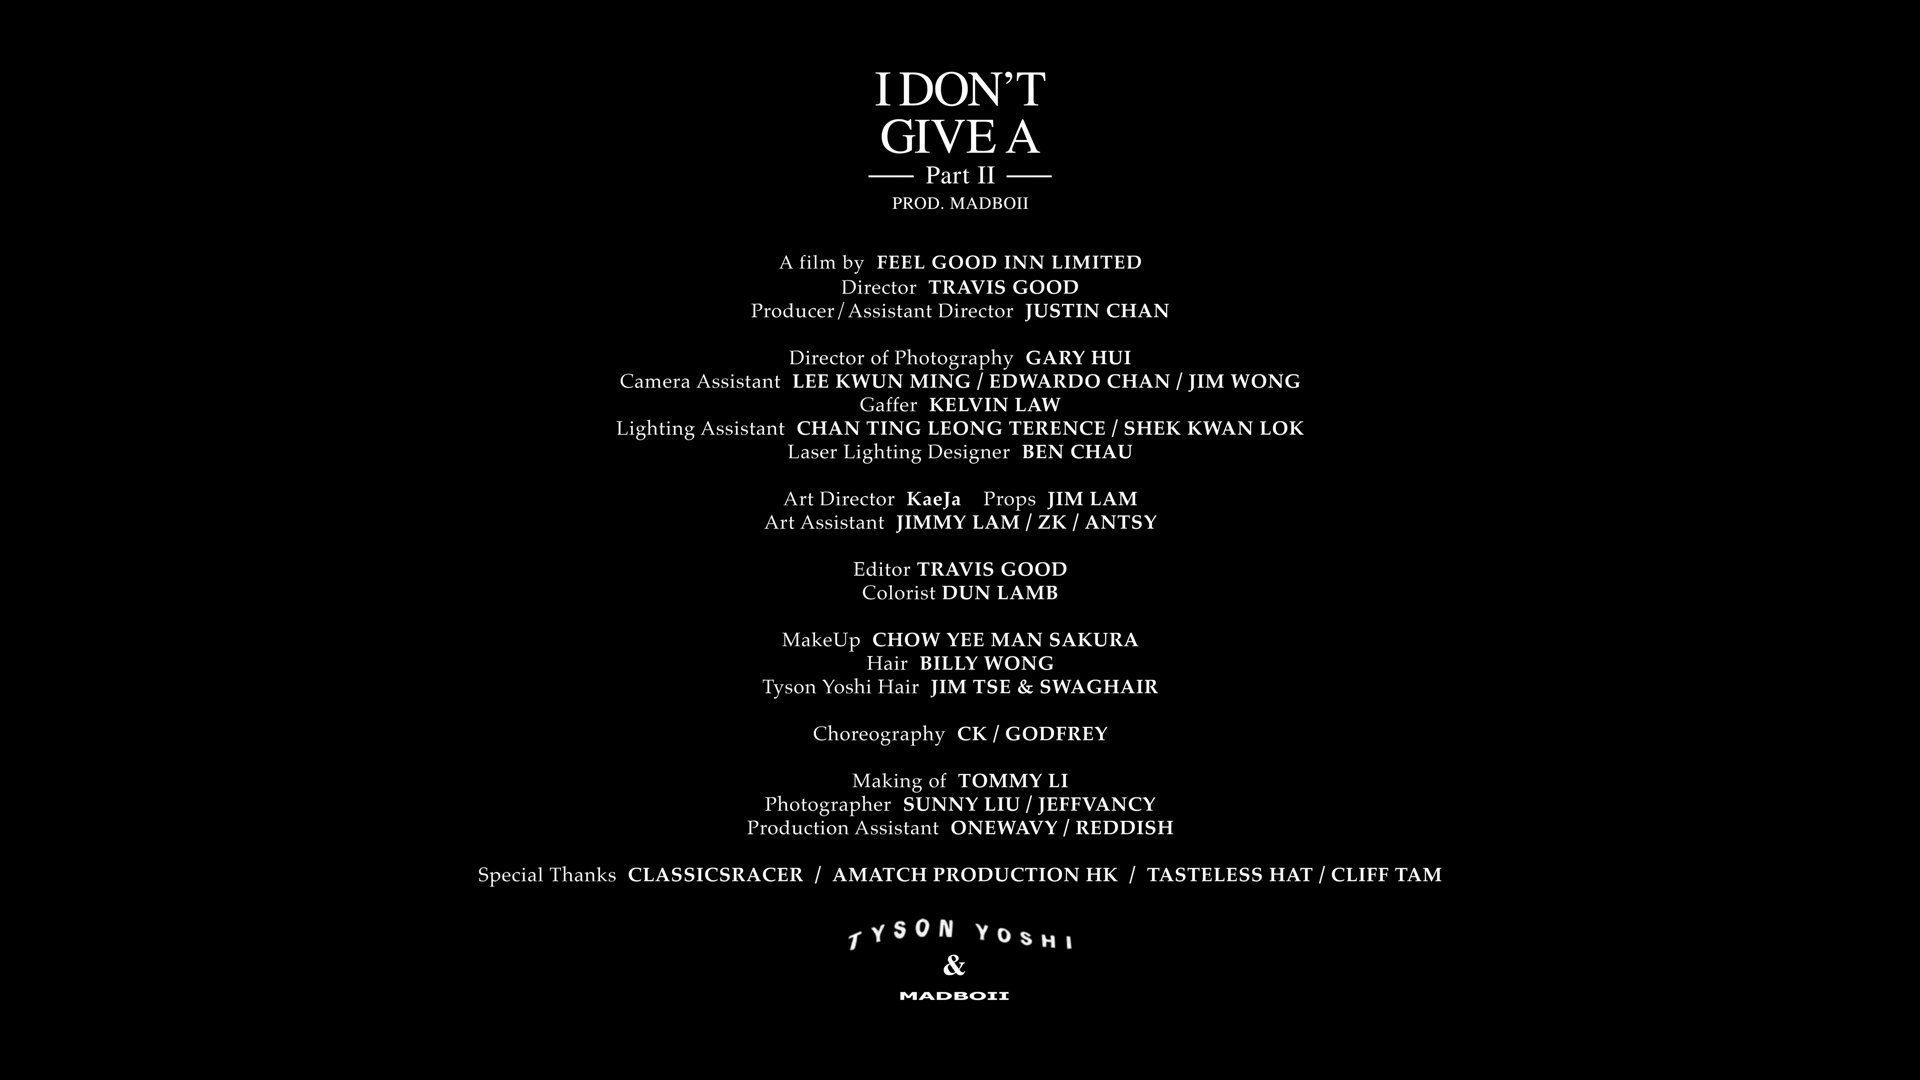 I DON'T
GIVE A
Part II
PROD. MADBOII
A film by FEEL GOOD INN LIMITED
Director TRAVIS GOOD
Producer / Assistant Director JUSTIN CHAN
Director of Photography GARY HUI
Camera Assistant LEE KWUN MING / EDWARDO CHAN / JIM WONG
Gaffer KELVIN LAW
Lighting Assistant CHAN TING LEONG TERENCE / SHEK KWAN LOK
Laser Lighting Designer BEN CHAU
Art Director KaeJa Props JIM LAM
Art Assistant JIMMY LAM / ZK / ANTSY
Editor TRAVIS GOOD
Colorist DUN LAMB
MakeUp CHOW YEE MAN SAKURA
Hair BILLY WONG
Tyson Yoshi Hair JIM TSE & SWAGHAIR
Choreography CK / GODFREY
Making of TOMMY LI
Photographer SUNNY LIU / JEFFVANCY
Production Assistant ONEWAVY / REDDISH
Special Thanks CLASSICSRACER / AMATCH PRODUCTION HK / TASTELESS HAT / CLIFF TAM
TYSON YOSHI
&
MADBOII